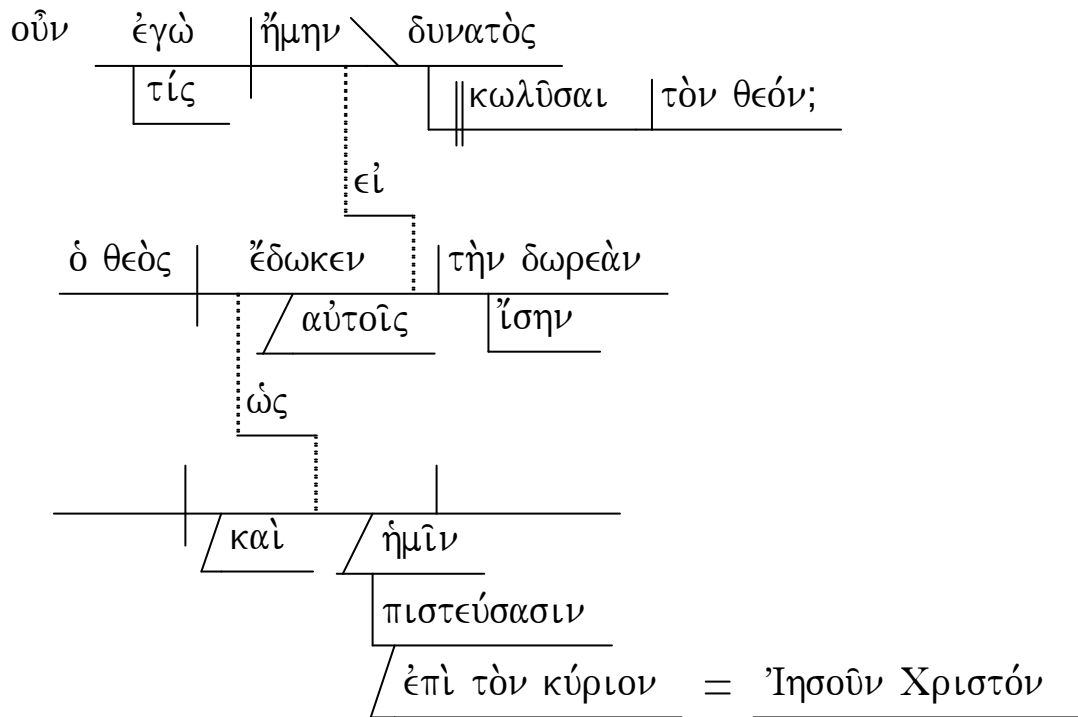 οὖν ἐγὼ ἤμην δυνατὸς
τίς κωλῦσαι τὸν θεόν;
εἰ
ὁ θεὸς ἔδωκεν τὴν δωρεὰν
αὐτοῖς ἴσην
ὡς
καὶ ἡμῖν
πιστεύσασιν
ἐπὶ τὸν κύριον = Ἰησοῦν Χριστόν